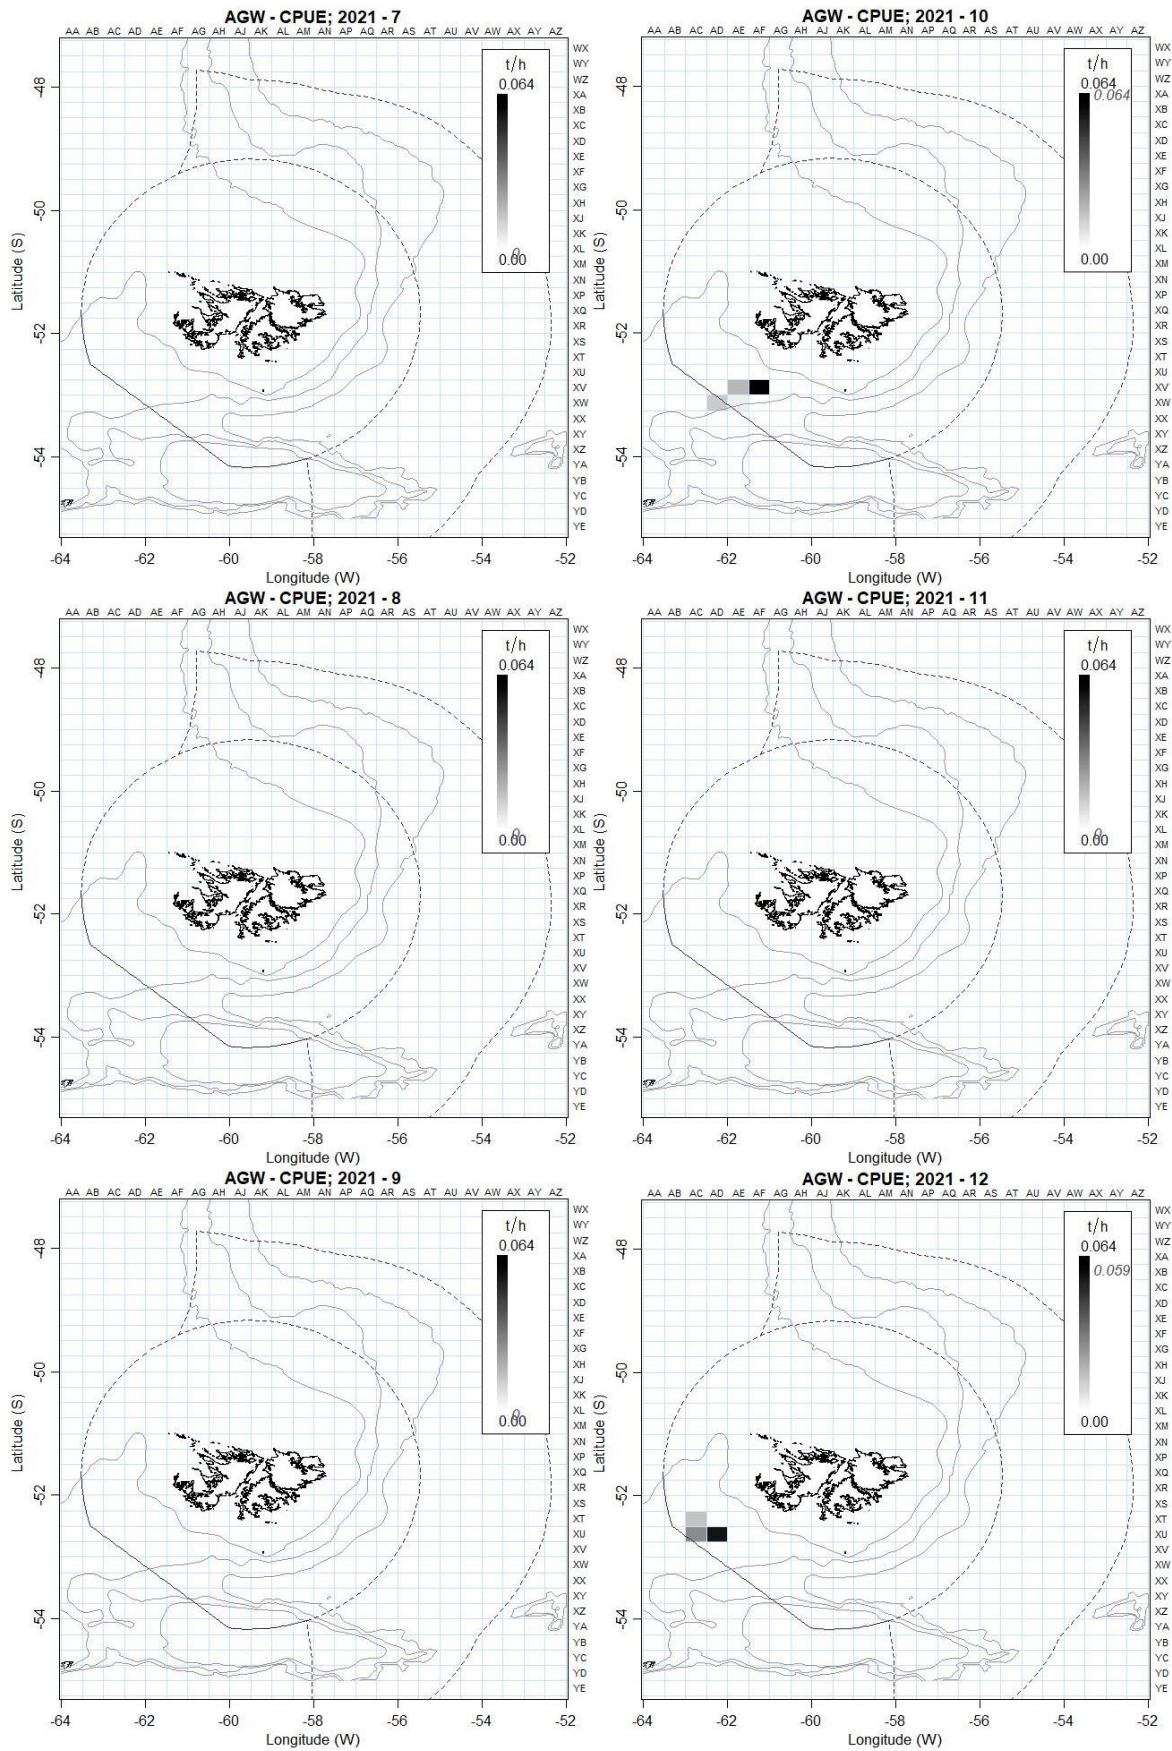 AGW - CPUE; 2021 - 7
AA AB AC AD AE AF AG AH AJ AK AL AM AN AP AQ AR AS AT AU AV AW AX AY AZ
t/h
0.064
0
0.00
WX
WY
WZ
XA
XB
XC
XD
XE
XF
XG
XH
XJ
XK
XL
XM
XN
XP
XQ
XR
XS
XT
XU
XV
XW
XX
XY
XZ
YA
YB
YC
YD
YE
-48
-50
-52
-54
Latitude (S)
-64 -62 -60 -58 -56 -54 -52
Longitude (W)
AGW - CPUE; 2021 - 10
AA AB AC AD AE AF AG AH AJ AK AL AM AN AP AQ AR AS AT AU AV AW AX AY AZ
t/h
0.064
0.064
0.00
WX
WY
WZ
XA
XB
XC
XD
XE
XF
XG
XH
XJ
XK
XL
XM
XN
XP
XQ
XR
XS
XT
XU
XV
XW
XX
XY
XZ
YA
YB
YC
YD
YE
-48
-50
-52
-54
Latitude (S)
-64 -62 -60 -58 -56 -54 -52
Longitude (W)
AGW - CPUE; 2021 - 8
AA AB AC AD AE AF AG AH AJ AK AL AM AN AP AQ AR AS AT AU AV AW AX AY AZ
t/h
0.064
0
0.00
WX
WY
WZ
XA
XB
XC
XD
XE
XF
XG
XH
XJ
XK
XL
XM
XN
XP
XQ
XR
XS
XT
XU
XV
XW
XX
XY
XZ
YA
YB
YC
YD
YE
-48
-50
-52
-54
Latitude (S)
-64 -62 -60 -58 -56 -54 -52
Longitude (W)
AGW - CPUE; 2021 - 11
AA AB AC AD AE AF AG AH AJ AK AL AM AN AP AQ AR AS AT AU AV AW AX AY AZ
t/h
0.064
0
0.00
WX
WY
WZ
XA
XB
XC
XD
XE
XF
XG
XH
XJ
XK
XL
XM
XN
XP
XQ
XR
XS
XT
XU
XV
XW
XX
XY
XZ
YA
YB
YC
YD
YE
-48
-50
-52
-54
Latitude (S)
-64 -62 -60 -58 -56 -54 -52
Longitude (W)
AGW - CPUE; 2021 - 9
AA AB AC AD AE AF AG AH AJ AK AL AM AN AP AQ AR AS AT AU AV AW AX AY AZ
t/h
0.064
0
0.00
WX
WY
WZ
XA
XB
XC
XD
XE
XF
XG
XH
XJ
XK
XL
XM
XN
XP
XQ
XR
XS
XT
XU
XV
XW
XX
XY
XZ
YA
YB
YC
YD
YE
-48
-50
-52
-54
Latitude (S)
-64 -62 -60 -58 -56 -54 -52
Longitude (W)
AGW - CPUE; 2021 - 12
AA AB AC AD AE AF AG AH AJ AK AL AM AN AP AQ AR AS AT AU AV AW AX AY AZ
t/h
0.064
0.059
0.00
WX
WY
WZ
XA
XB
XC
XD
XE
XF
XG
XH
XJ
XK
XL
XM
XN
XP
XQ
XR
XS
XT
XU
XV
XW
XX
XY
XZ
YA
YB
YC
YD
YE
-48
-50
-52
-54
Latitude (S)
-64 -62 -60 -58 -56 -54 -52
Longitude (W)